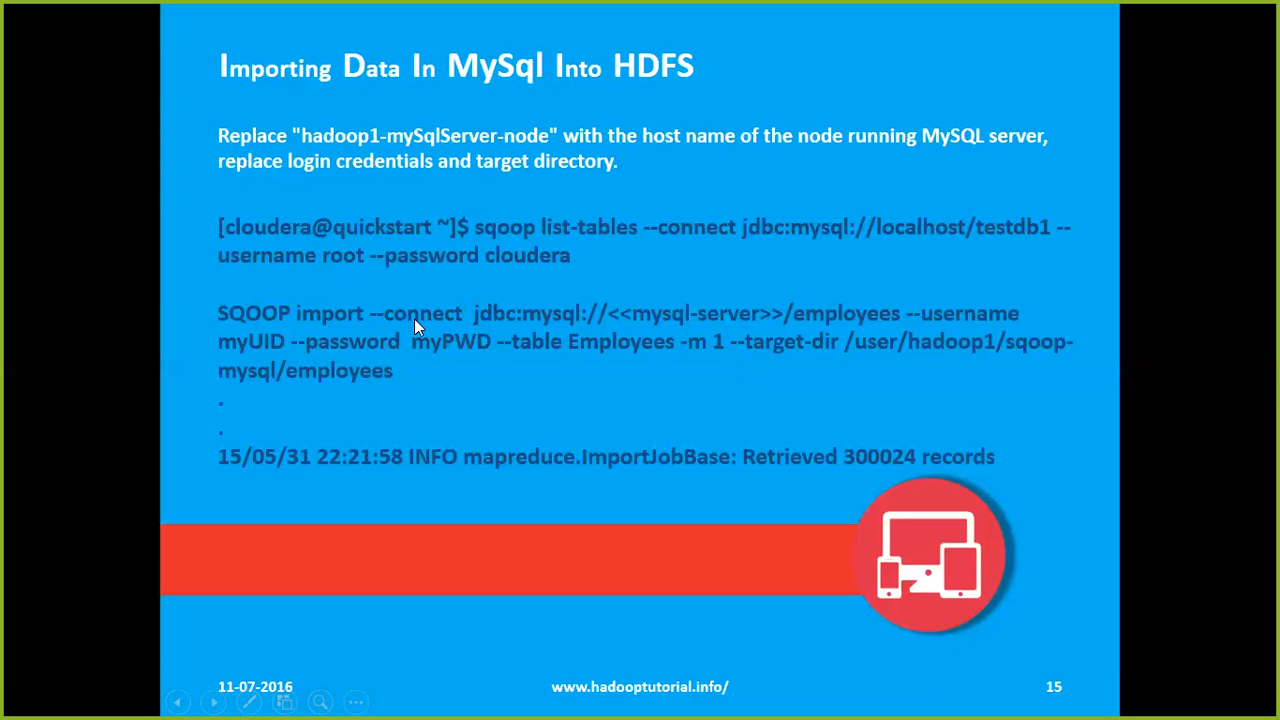 Importing Data In MySql Into HDFS
Replace "hadoop1-mySqlServer-node" with the host name of the node running MySQL server,
replace login credentials and target directory.
[cloudera@quickstart ~]$ sqoop list-tables --connect jdbc:mysql://localhost/testdb1 --
username root --password cloudera
SQOOP import --connect jdbc:mysql://<<mysql-server>>/employees --username
myUID --password myPWD --table Employees -m 1 --target-dir /user/hadoop1/sqoop-
mysql/employees
.
.
15/05/31 22:21:58 INFO mapreduce.ImportJobBase: Retrieved 300024 records
11-07-2016 www.hadooptutorial.info/ 15